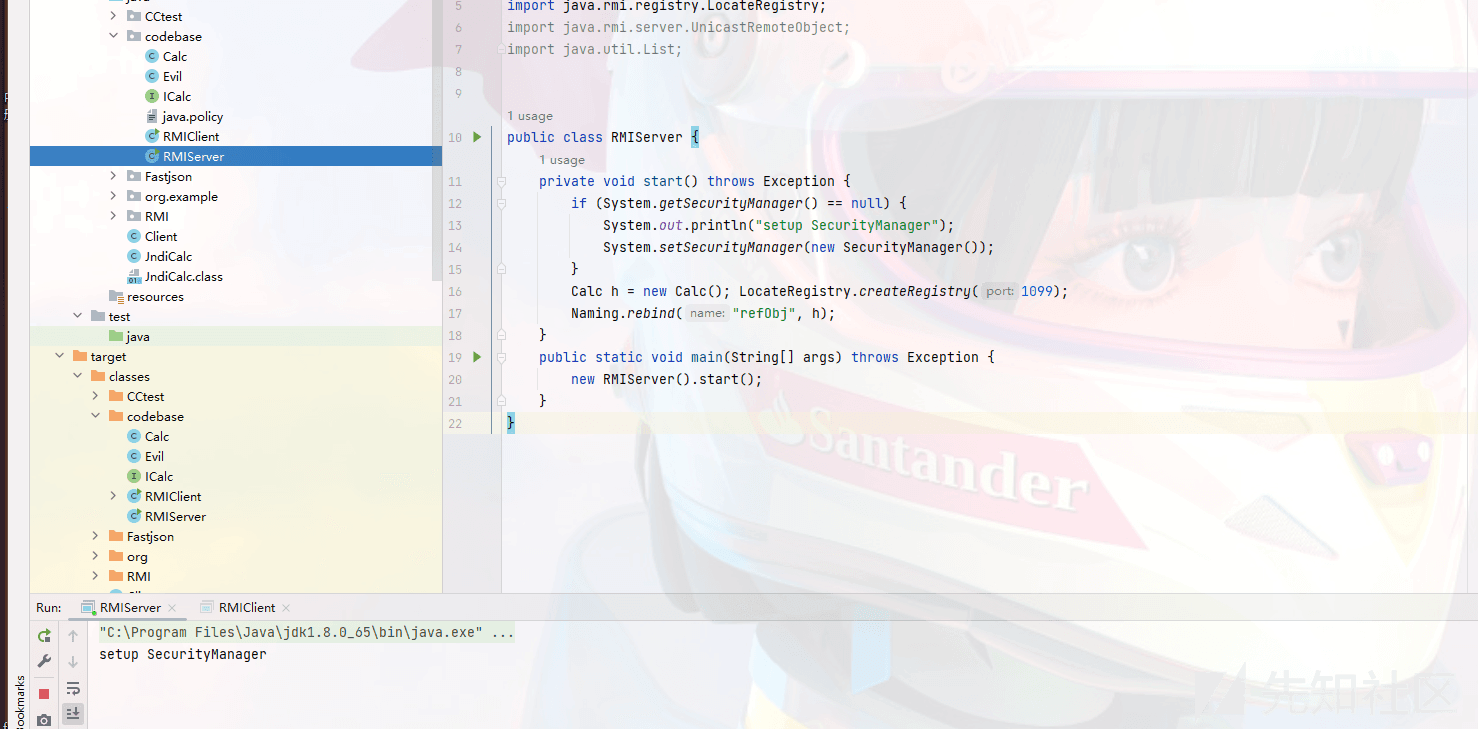 java
CCtest
codebase
Calc
Evil
ICalc
java.policy
RMIClient
RMIServer
Fastjson
org.example
RMI
Client
JndiCalc
JndiCalc.class
resources
test
java
target
classes
CCtest
codebase
Calc
Evil
ICalc
RMIClient
RMIServer
Fastjson
org
RMI
5 import java.rmi.registry.LocateRegistry;
6 import java.rmi.server.UnicastRemoteObject;
7 import java.util.List;
8
9
1 usage
10 public class RMIServer {
1 usage
11 private void start() throws Exception {
12 if (System.getSecurityManager() == null) {
13 System.out.println("setup SecurityManager");
14 System.setSecurityManager(new SecurityManager());
15 }
16 Calc h = new Calc(); LocateRegistry.createRegistry( port: 1099);
17 Naming.rebind( name: "refObj", h);
18 }
19 public static void main(String[] args) throws Exception {
20 new RMIServer().start();
21 }
22 }
Santander
Run: RMIServer RMIClient
"C:\Program Files\Java\jdk1.8.0_65\bin\java.exe" ...
setup SecurityManager
ookmarks
先知社区